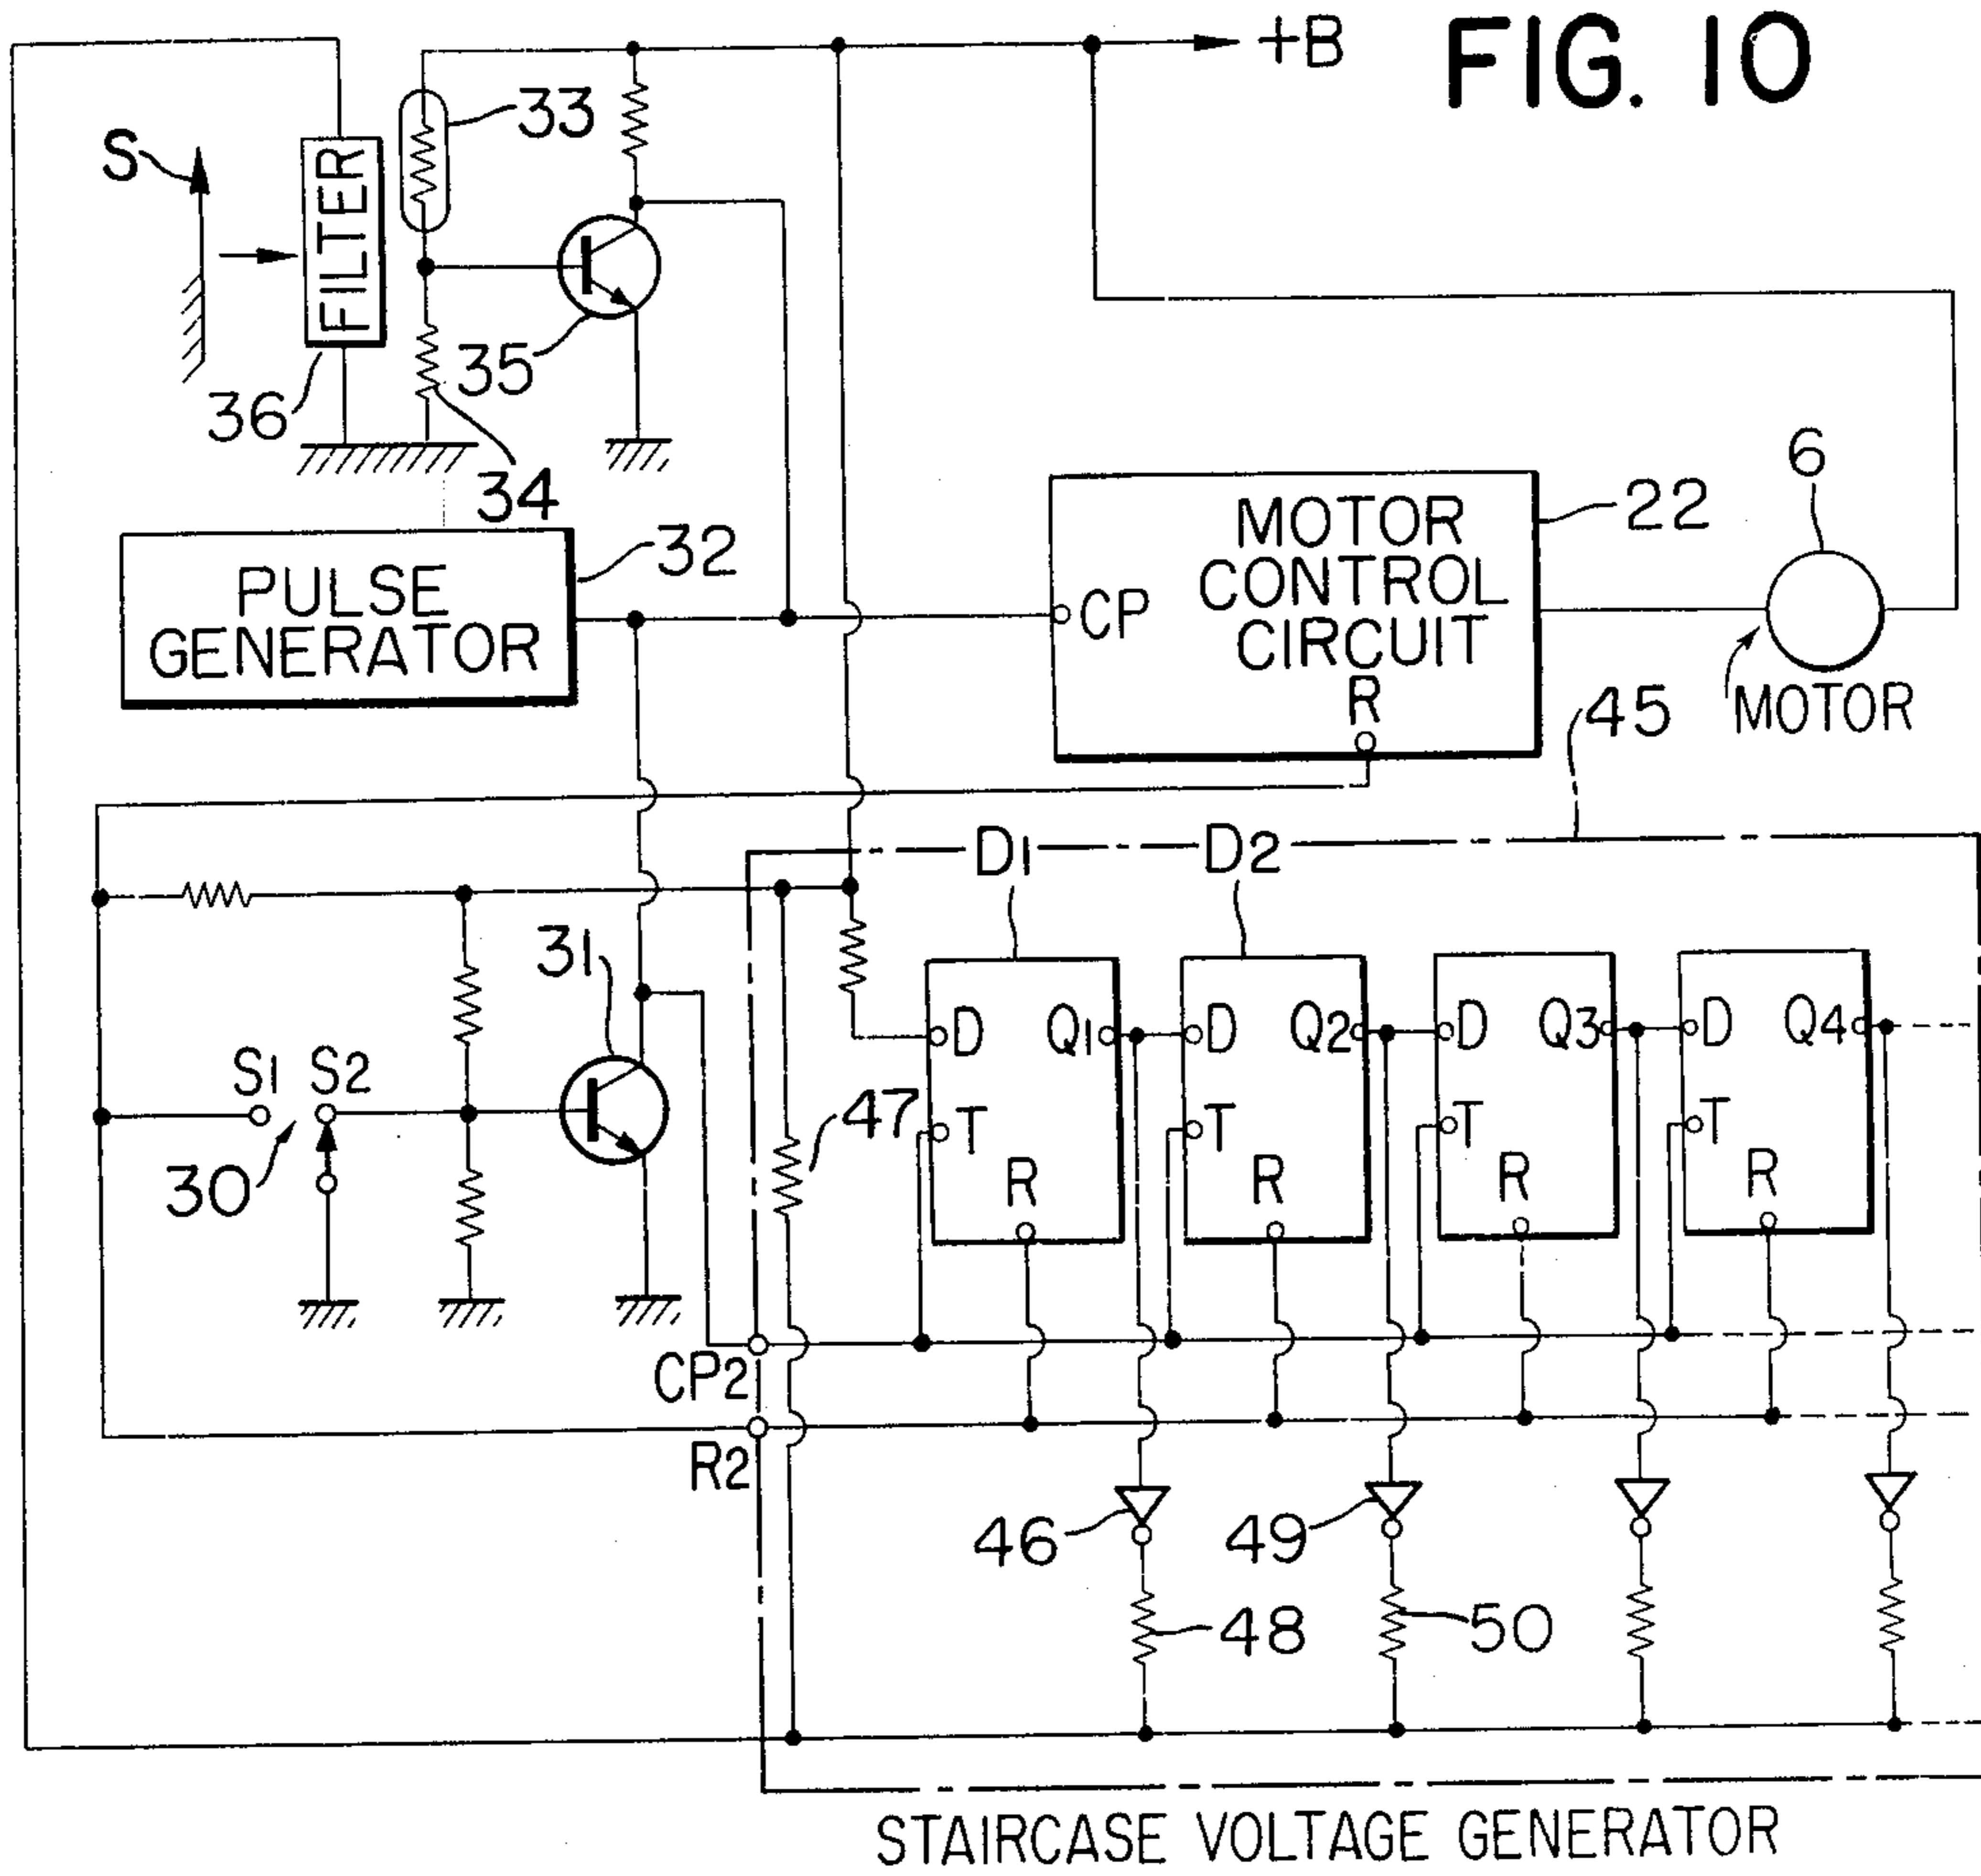 FIG. 10
+B
S
33
FILTER
35
36
34
32
PULSE
GENERATOR
CP
MOTOR
CONTROL
CIRCUIT
R
22
6
MOTOR
45
D1
D2
31
S1
S2
30
47
D
Q1
T
R
D
Q2
T
R
D
Q3
T
R
D
Q4
T
R
CP2
R2
46
49
48
50
STAIRCASE VOLTAGE GENERATOR